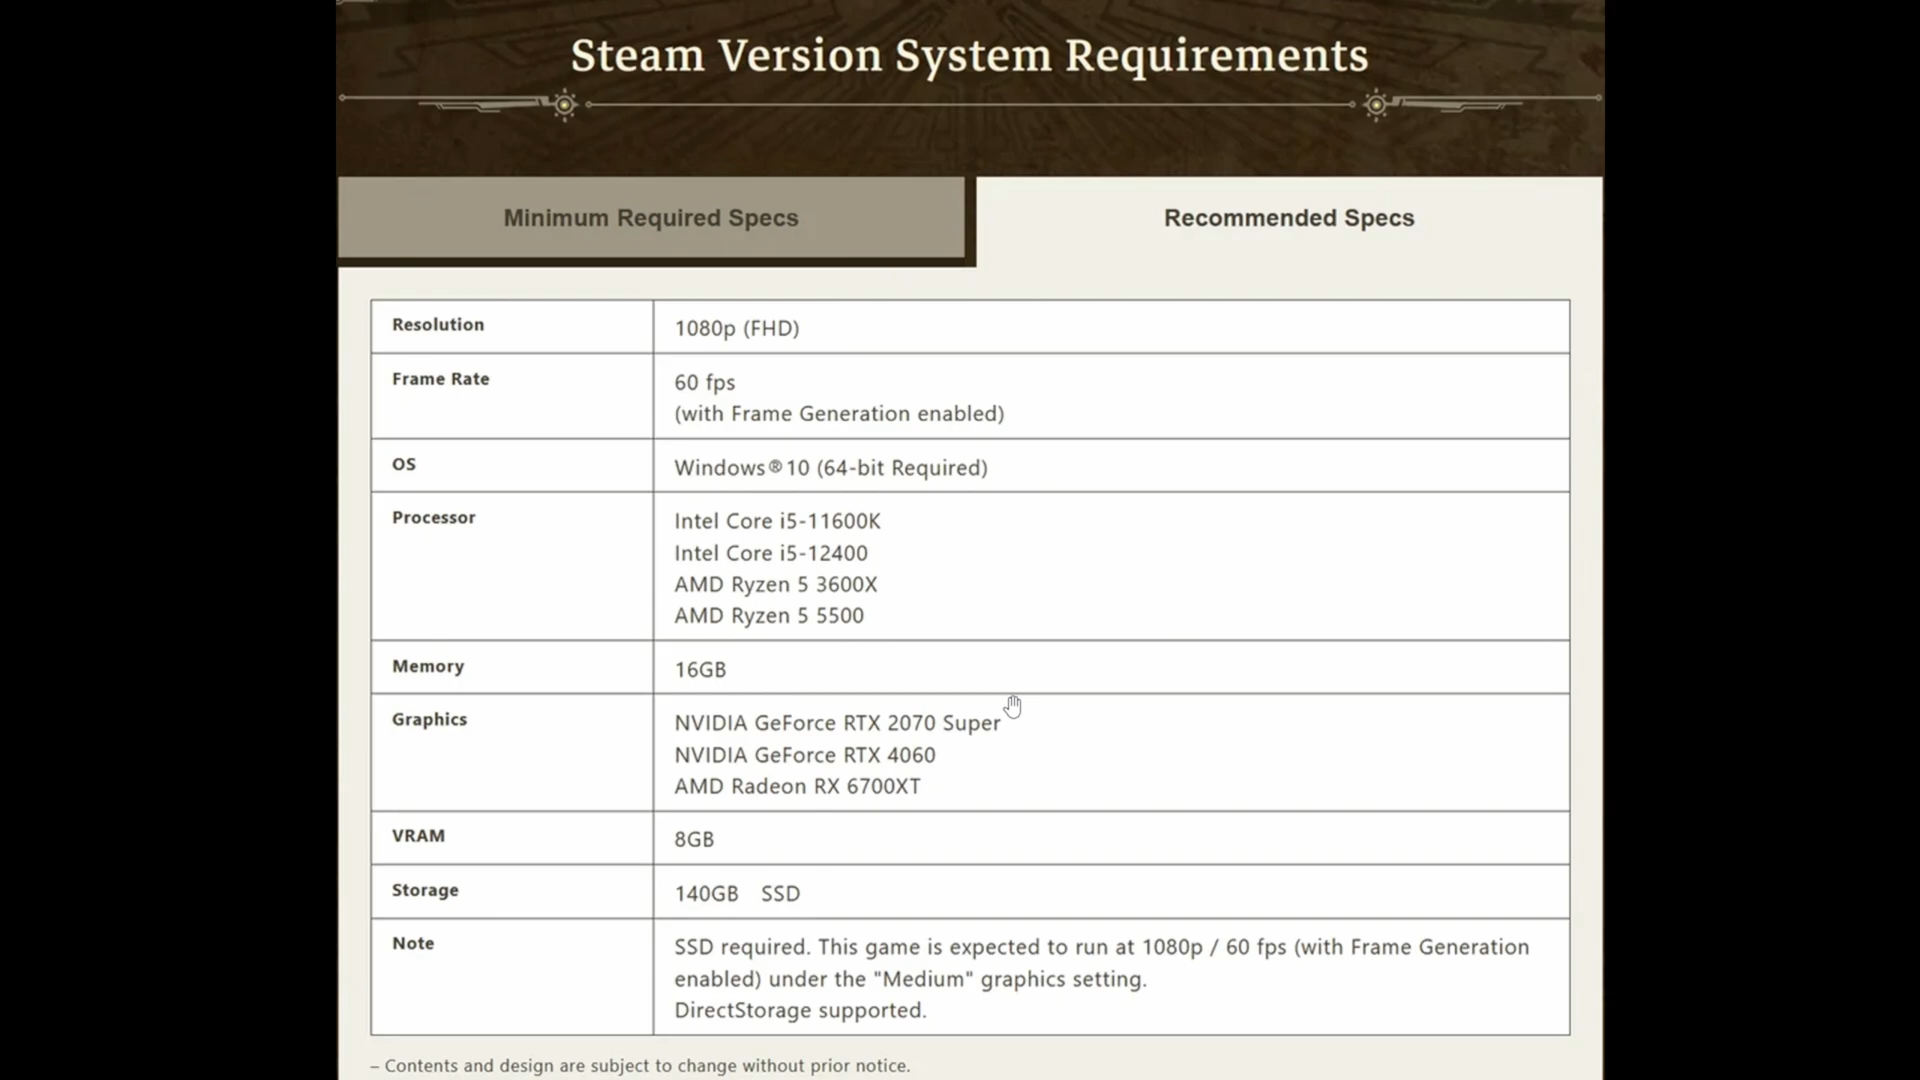 Steam Version System Requirements
Minimum Required Specs
Recommended Specs
Resolution
1080p (FHD)
Frame Rate
60 fps
(with Frame Generation enabled)
OS
Windows®10 (64-bit Required)
Processor
Intel Core i5-11600K
Intel Core i5-12400
AMD Ryzen 5 3600X
AMD Ryzen 5 5500
Memory
16GB
Graphics
NVIDIA GeForce RTX 2070 Super
NVIDIA GeForce RTX 4060
AMD Radeon RX 6700XT
VRAM
8GB
Storage
140GB SSD
Note
SSD required. This game is expected to run at 1080p / 60 fps (with Frame Generation
enabled) under the "Medium" graphics setting.
DirectStorage supported.
– Contents and design are subject to change without prior notice.